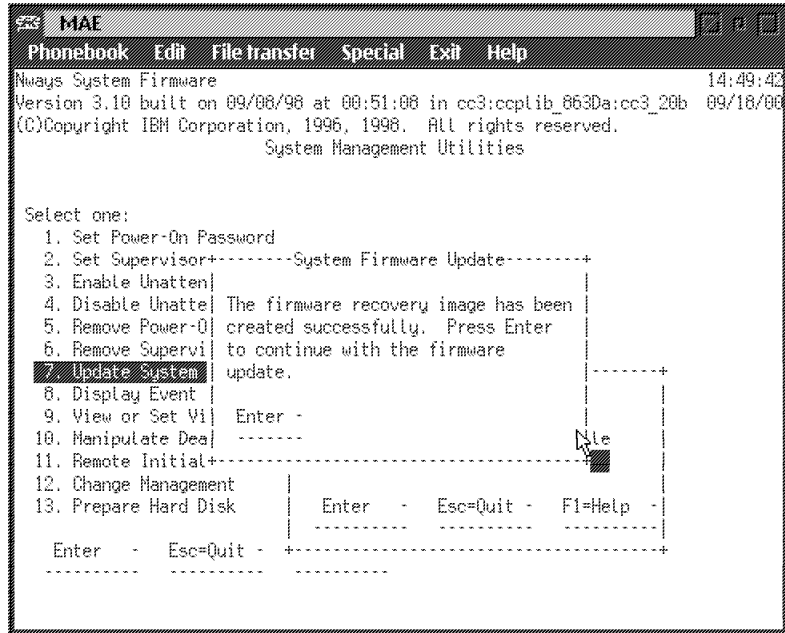 MAE
Phonebook Edit File transfer Special Exit Help
Nways System Firmware 14:49:42
Version 3.10 built on 09/08/98 at 00:51:08 in cc3:ccplib_863Da:cc3_20b 09/18/00
(C)Copyright IBM Corporation, 1996, 1998. All rights reserved.
System Management Utilities
Select one:
1. Set Power-On Password
2. Set Supervisor+--------System Firmware Update--------+
3. Enable Unatten|
4. Disable Unatte| The firmware recovery image has been |
5. Remove Power-O| created successfully. Press Enter |
6. Remove Supervi| to continue with the firmware |
7. Update System | update. |-------+
8. Display Event |
9. View or Set Vi| Enter -
10. Manipulate Dea| ------- le
11. Remote Initial+
12. Change Management
13. Prepare Hard Disk | Enter - Esc=Quit - F1=Help -|
Enter - Esc=Quit -